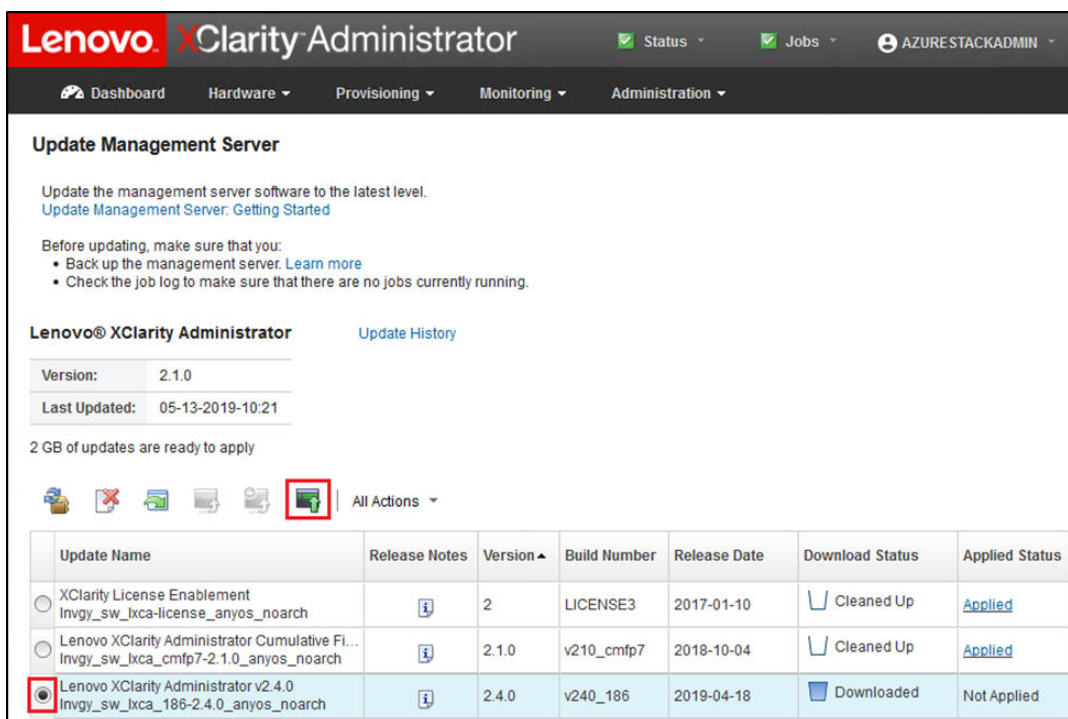 Lenovo. XClarity Administrator
Status
Jobs
AZURESTACKADMIN
Dashboard
Hardware
Provisioning
Monitoring
Administration
Update Management Server
Update the management server software to the latest level.
Update Management Server: Getting Started
Before updating, make sure that you:
• Back up the management server. Learn more
• Check the job log to make sure that there are no jobs currently running.
Lenovo® XClarity Administrator
Update History
Version: 2.1.0
Last Updated: 05-13-2019-10:21
2 GB of updates are ready to apply
All Actions
Update Name Release Notes Version Build Number Release Date Download Status Applied Status
XClarity License Enablement
lnvgy_sw_lxca-license_anyos_noarch
2 LICENSE3 2017-01-10 Cleaned Up Applied
Lenovo XClarity Administrator Cumulative Fi...
lnvgy_sw_lxca_cmfp7-2.1.0_anyos_noarch
2.1.0 v210_cmfp7 2018-10-04 Cleaned Up Applied
Lenovo XClarity Administrator v2.4.0
lnvgy_sw_lxca_186-2.4.0_anyos_noarch
2.4.0 v240_186 2019-04-18 Downloaded Not Applied